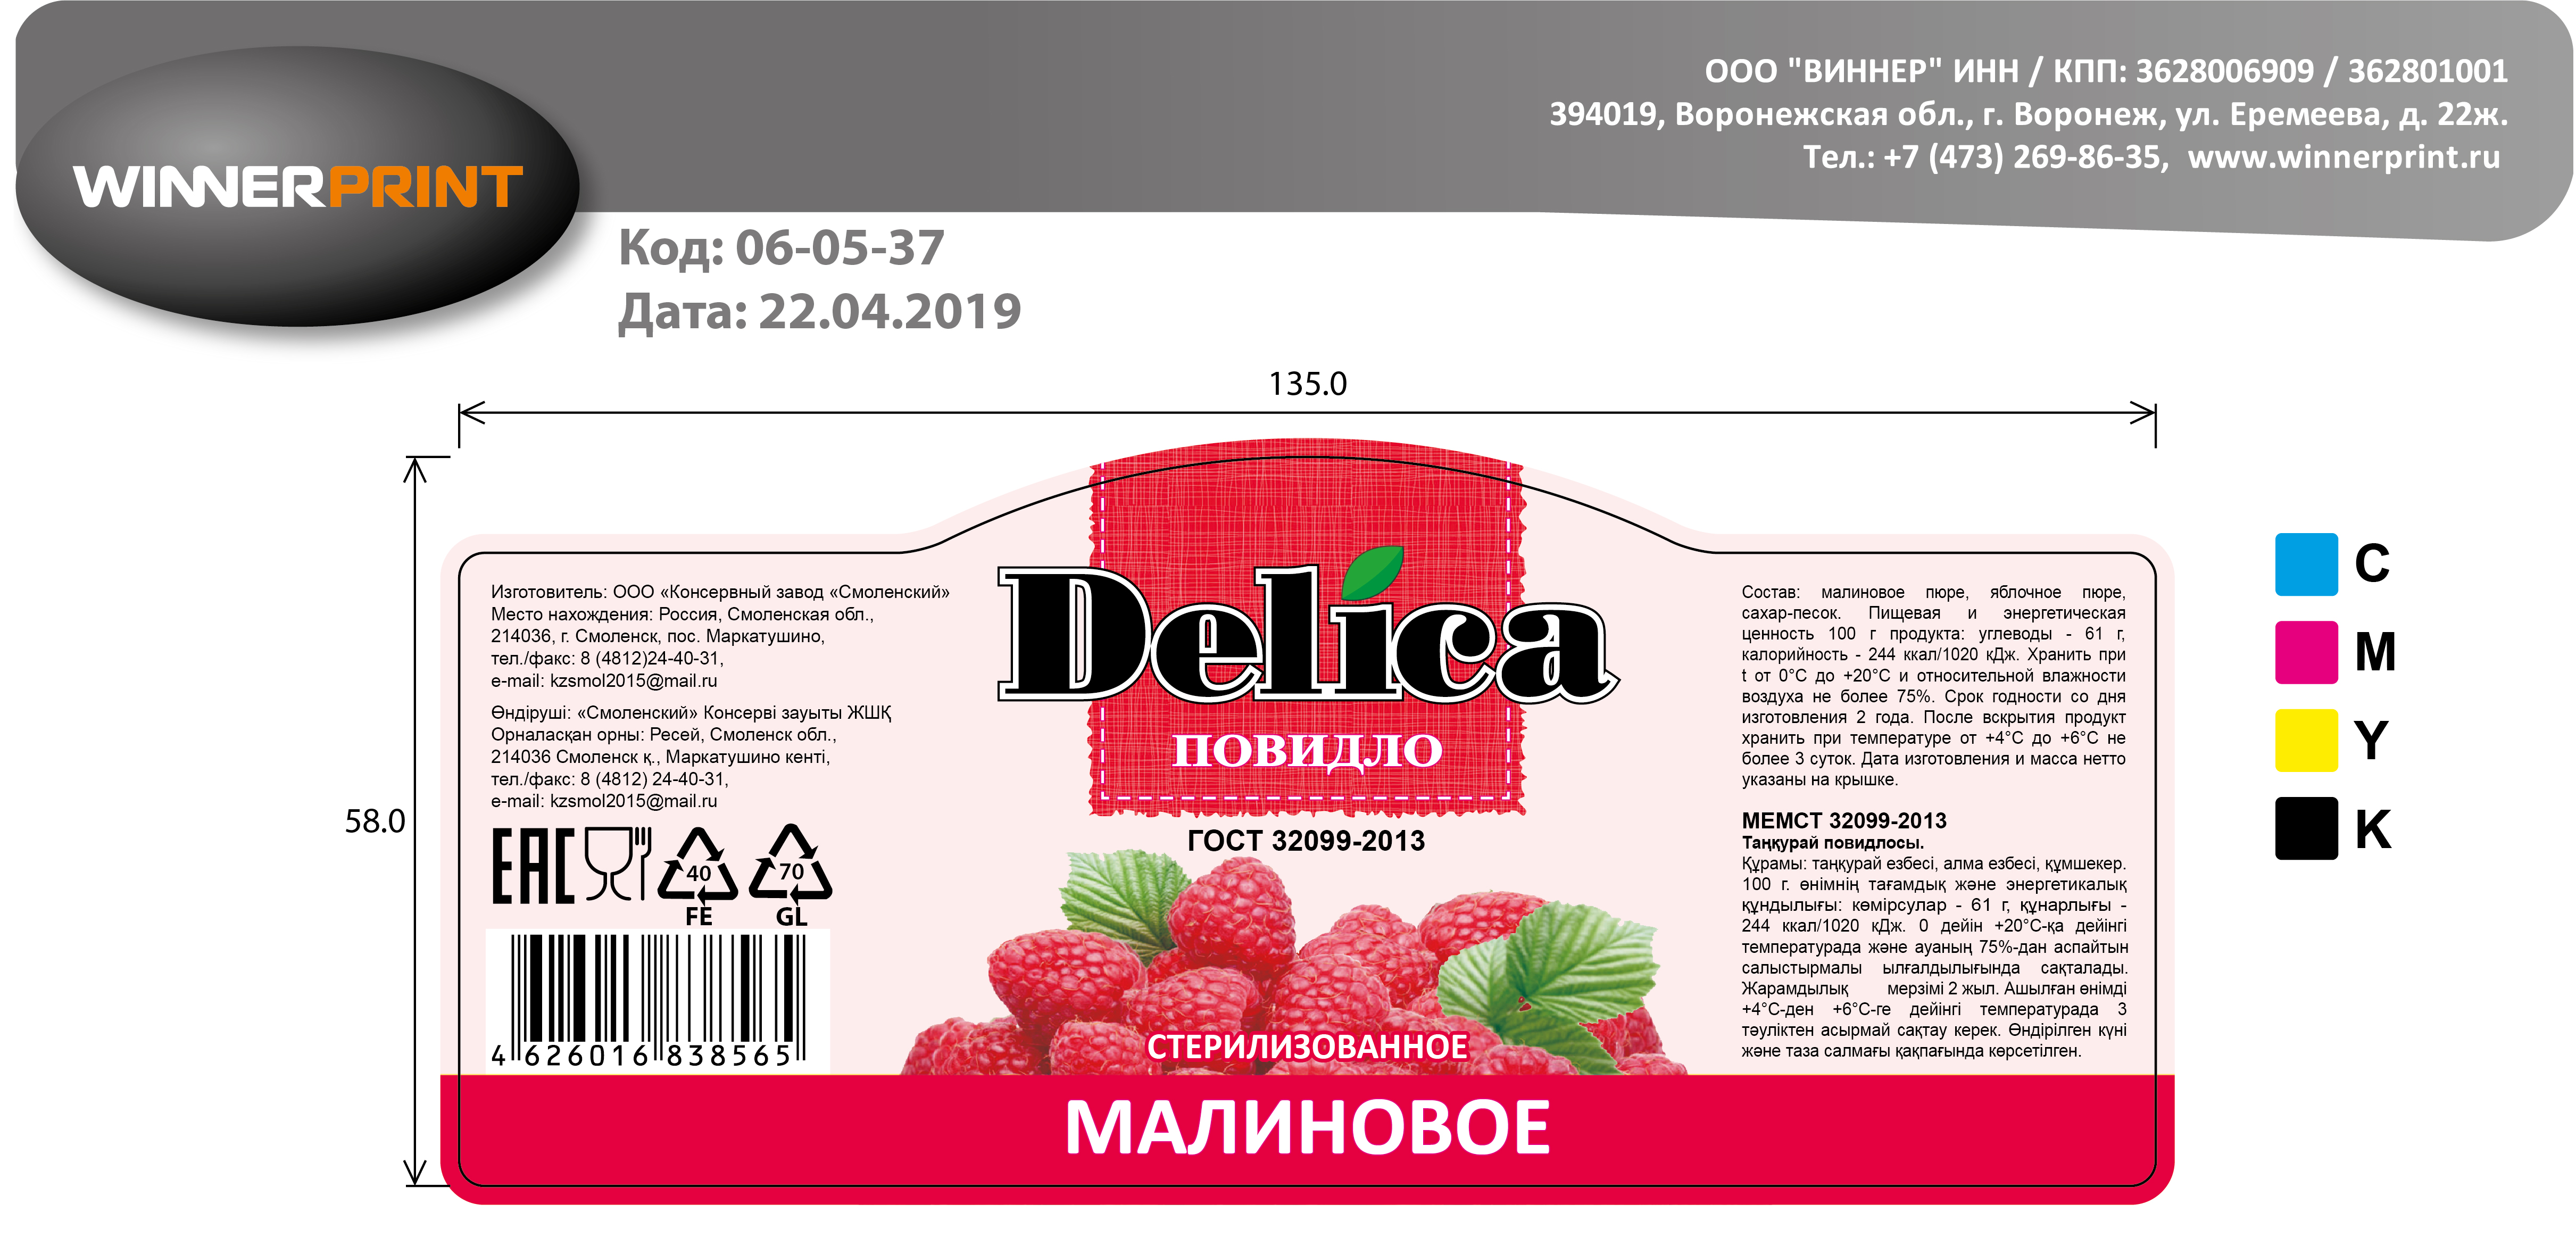 WINNERPRINT
ООО "ВИННЕР" ИНН / КПП: 3628006909 / 362801001
394019, Воронежская обл., г. Воронеж, ул. Еремеева, д. 22ж.
Тел.: +7 (473) 269-86-35, www.winnerprint.ru
Код: 06-05-37
Дата: 22.04.2019
135.0
58.0
Изготовитель: ООО «Консервный завод «Смоленский»
Место нахождения: Россия, Смоленская обл.,
214036, г. Смоленск, пос. Маркатушино,
тел./факс: 8 (4812)24-40-31,
e-mail: kzsmol2015@mail.ru
Өндіруші: «Смоленский» Консерві зауыты ЖШҚ
Орналасқан орны: Ресей, Смоленск обл.,
214036 Смоленск қ., Маркатушино кенті,
тел./факс: 8 (4812) 24-40-31,
e-mail: kzsmol2015@mail.ru
EAC
40
FE
70
GL
4 626016 838565
Delica
ПОВИДЛО
ГОСТ 32099-2013
СТЕРИЛИЗОВАННОЕ
МАЛИНОВОЕ
Состав: малиновое пюре, яблочное пюре,
сахар-песок. Пищевая и энергетическая
ценность 100 г продукта: углеводы - 61 г,
калорийность - 244 ккал/1020 кДж. Хранить при
t от 0°С до +20°С и относительной влажности
воздуха не более 75%. Срок годности со дня
изготовления 2 года. После вскрытия продукт
хранить при температуре от +4°С до +6°С не
более 3 суток. Дата изготовления и масса нетто
указаны на крышке.
МЕМСТ 32099-2013
Таңқурай повидлосы.
Құрамы: таңқурай езбесі, алма езбесі, құмшекер.
100 г. өнімнің тағамдық және энергетикалық
құндылығы: көмірсулар - 61 г, құнарлығы -
244 ккал/1020 кДж. 0 дейін +20°С-қа дейінгі
температурада және ауаның 75%-дан аспайтын
салыстырмалы ылғалдылығында сақталады.
Жарамдылық мерзімі 2 жыл. Ашылған өнімді
+4°С-ден +6°С-ге дейінгі температурада 3
тәуліктен асырмай сақтау керек. Өндірілген күні
және таза салмағы қақпағында көрсетілген.
C
M
Y
K